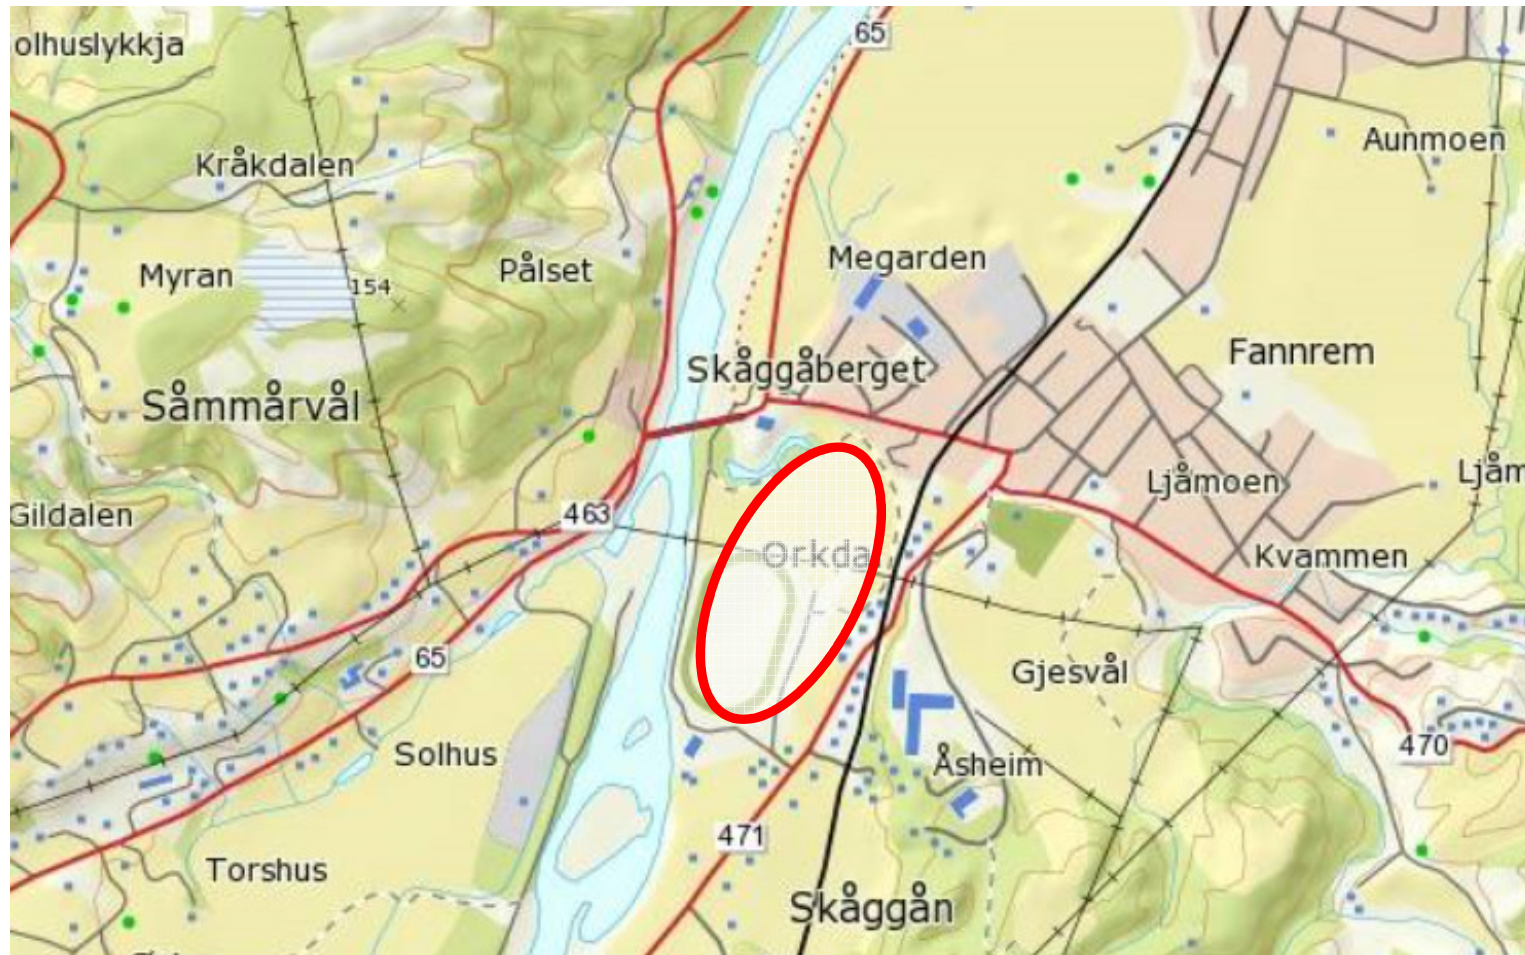 65
olhuslykkja
Aunmoen
Kråkdalen
Megarden
Pålset
Myran
154
Fannrem
Skåggåberget
Såmmårvål
Ljåm
Ljåmoen
463
Gildalen
Orkda
Kvammen
65
Gjesvål
470
Solhus
Åsheim
471
Torshus
Skåggån